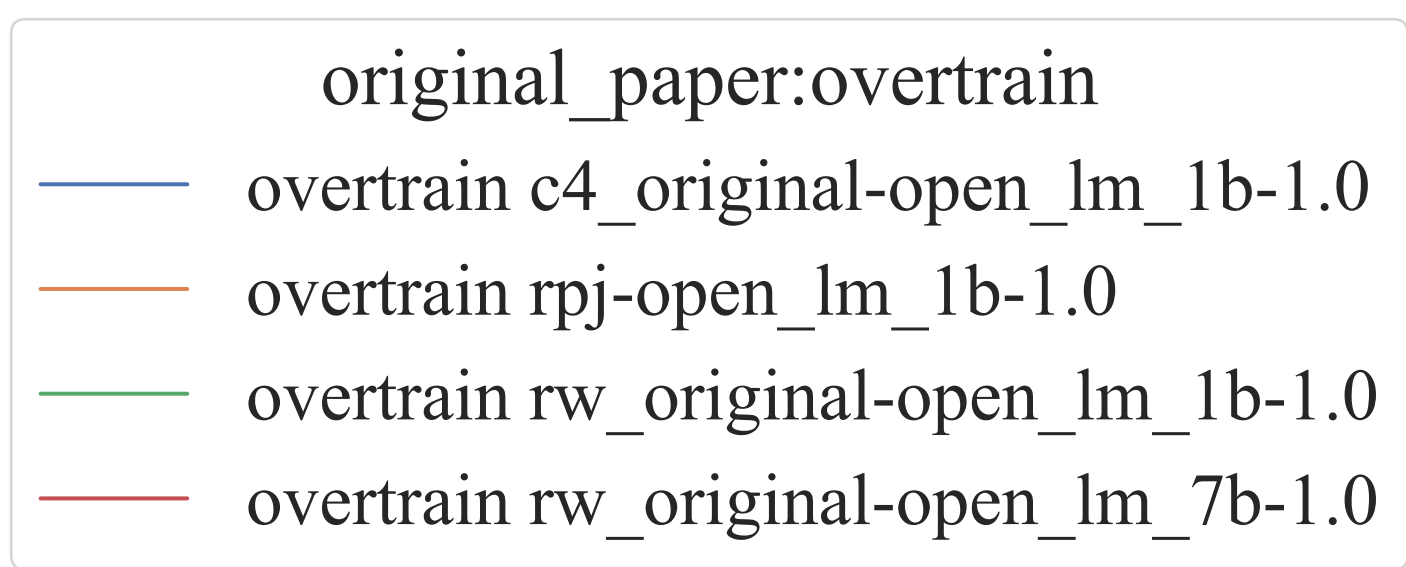 original_paper:overtrain
overtrain c4_original-open_lm_1b-1.0
overtrain rpj-open_lm_1b-1.0
overtrain rw_original-open_lm_1b-1.0
overtrain rw_original-open_lm_7b-1.0